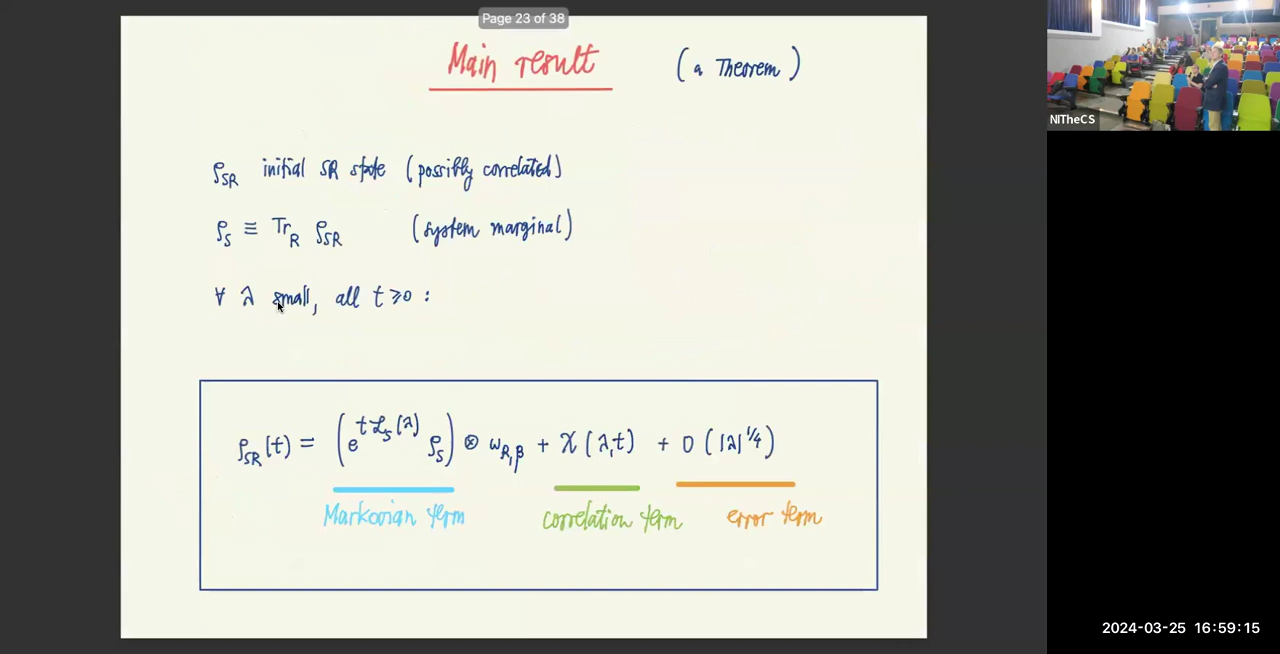 Page 23 of 38
Main result (a Theorem)
ρ_SR initial SR state (possibly correlated)
ρ_S ≡ Tr_R ρ_SR (system marginal)
∀ λ small, all t ≥ 0 :
ρ_SR(t) = (e^{tℒ_S(λ)} ρ_S) ⊗ ω_{R,β} + χ(λ,t) + O(|λ|^{1/4})
Markovian term correlation term error term
NITheCS
2024-03-25 16:59:15